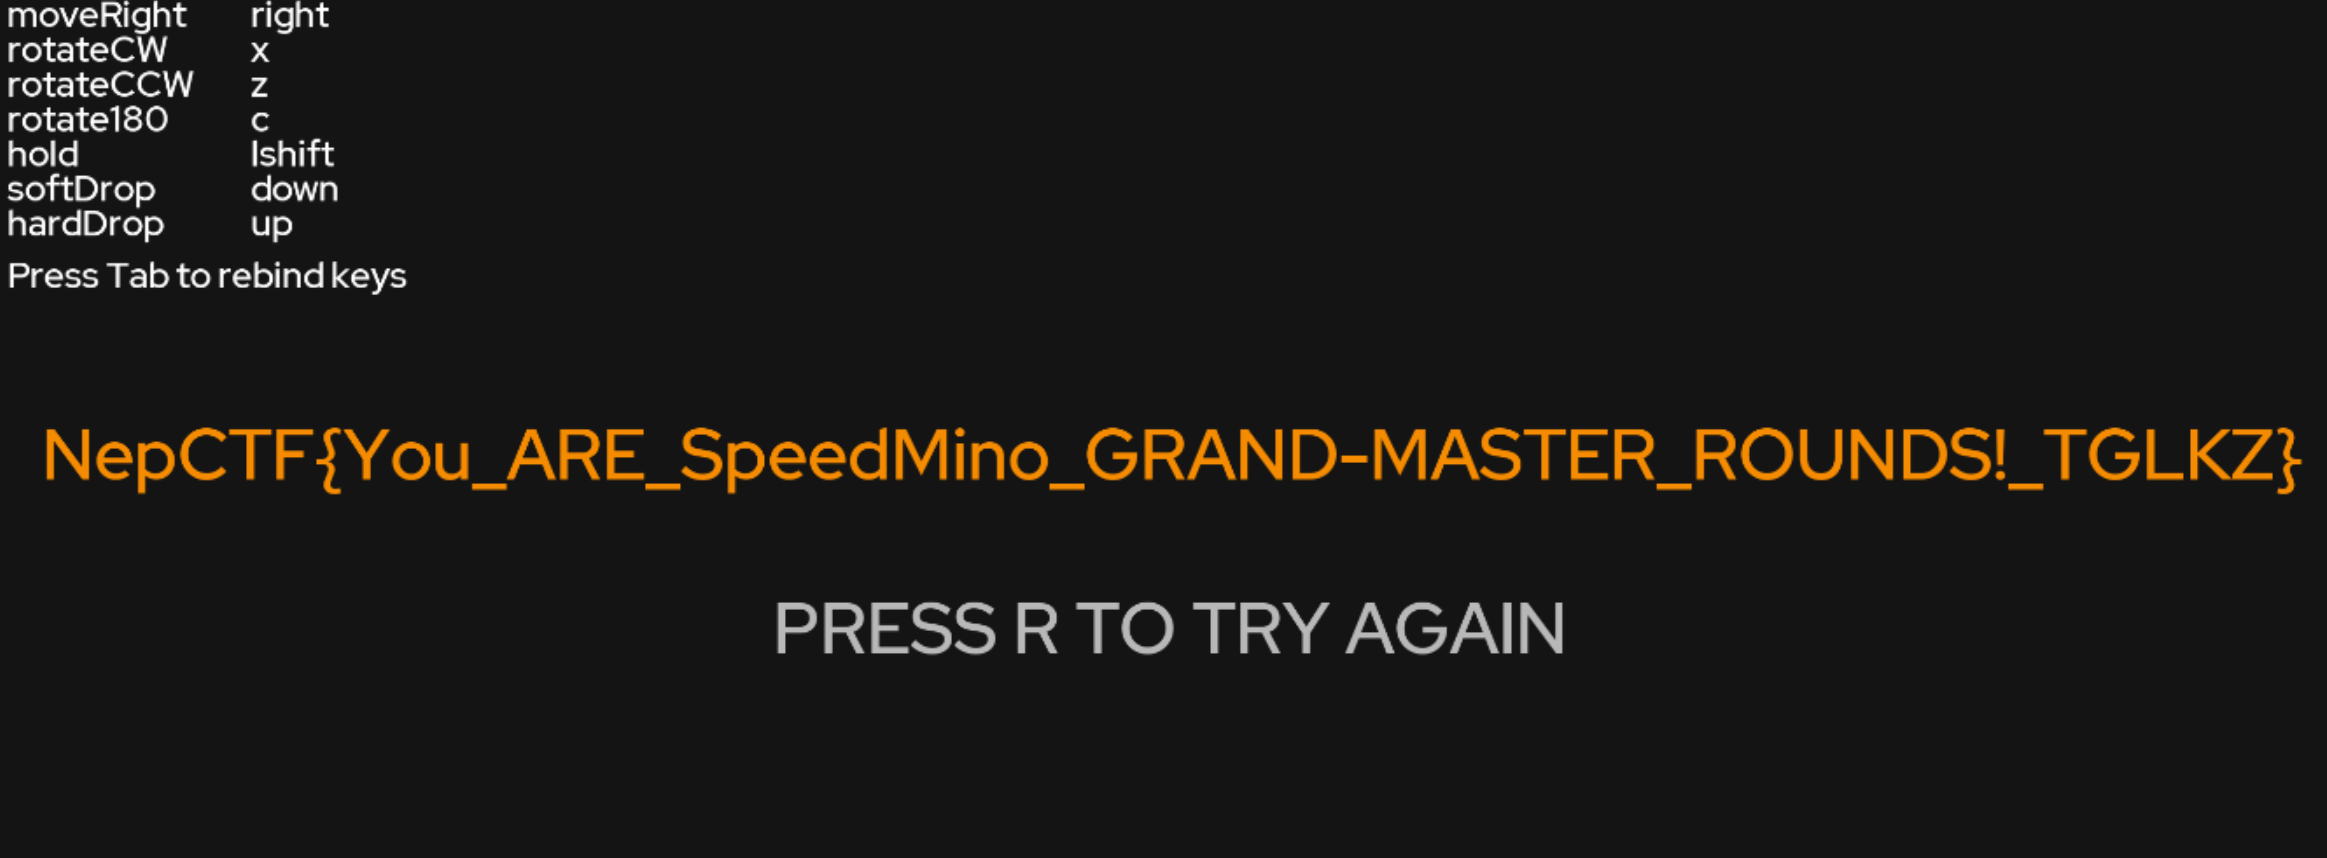 moveRight right
rotateCW x
rotateCCW z
rotate180 c
hold lshift
softDrop down
hardDrop up
Press Tab to rebind keys
NepCTF{You_ARE_SpeedMino_GRAND-MASTER_ROUNDS!_TGLKZ}
PRESS R TO TRY AGAIN